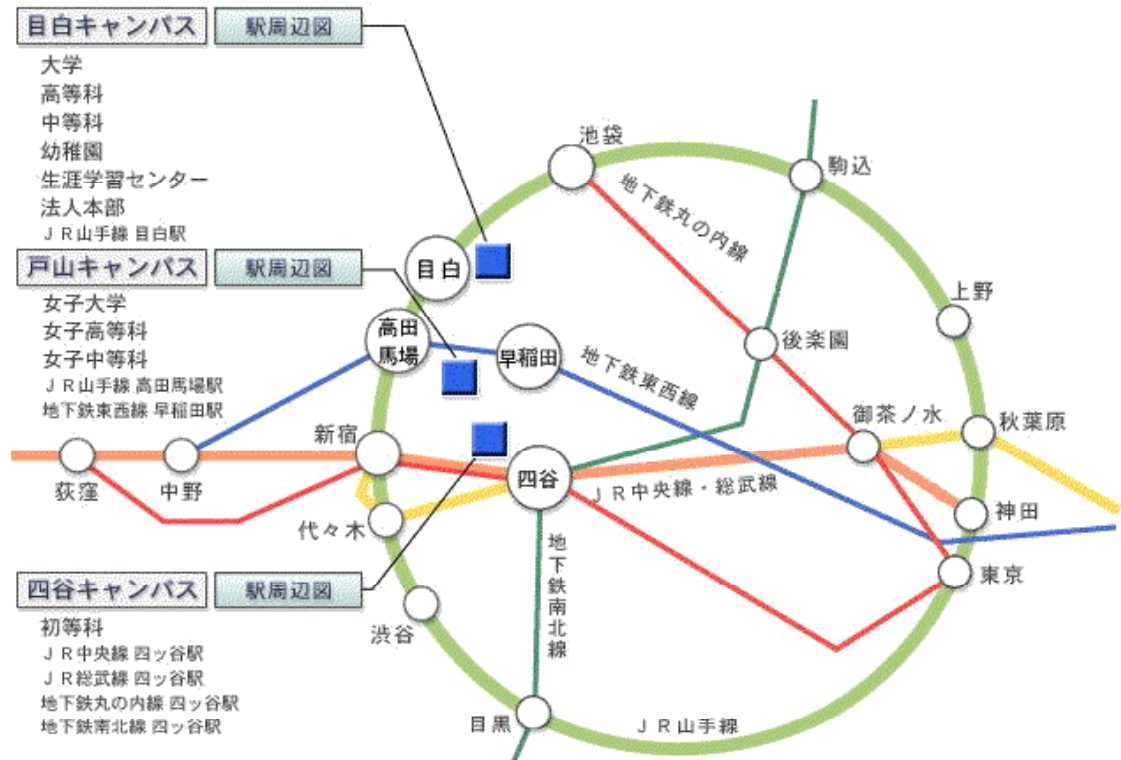 目白キャンパス 駅周辺図
大学
高等科
中等科
幼稚園
生涯学習センター
法人本部
ＪＲ山手線 目白駅
戸山キャンパス 駅周辺図
女子大学
女子高等科
女子中等科
ＪＲ山手線 高田馬場駅
地下鉄東西線 早稲田駅
四谷キャンパス 駅周辺図
初等科
ＪＲ中央線 四ッ谷駅
ＪＲ総武線 四ッ谷駅
地下鉄丸の内線 四ッ谷駅
地下鉄南北線 四ッ谷駅
池袋
駒込
地下鉄丸の内線
目白
上野
高田
馬場
早稲田
後楽園
地下鉄東西線
御茶ノ水
秋葉原
新宿
荻窪
中野
四谷
ＪＲ中央線・総武線
代々木
神田
地下鉄南北線
東京
渋谷
目黒
ＪＲ山手線